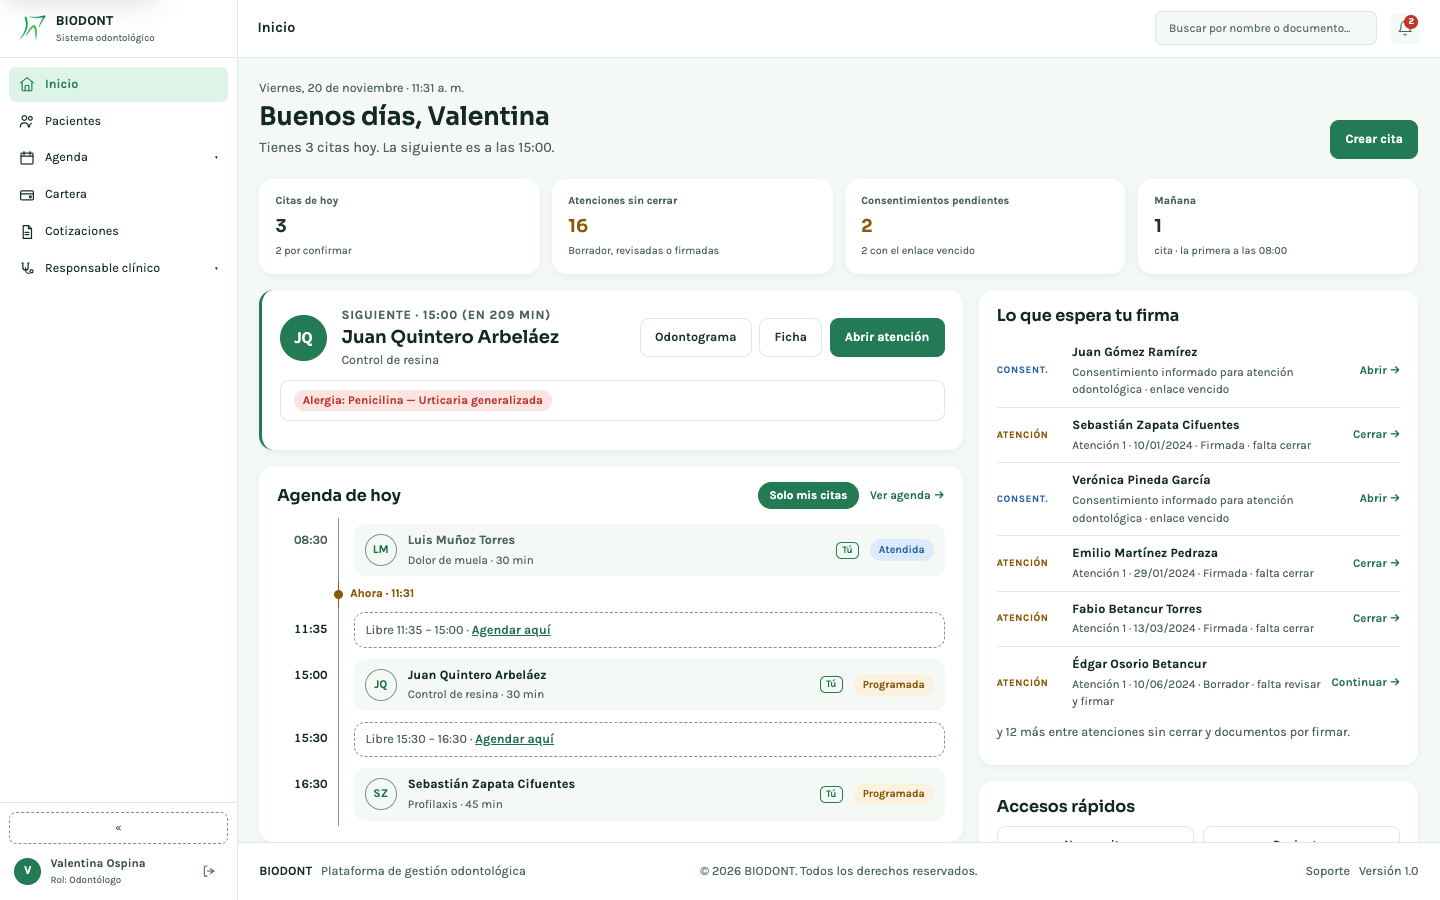 BIODONT
Sistema odontológico
Inicio
Pacientes
Agenda
Cartera
Cotizaciones
Responsable clínico
«
V
Valentina Ospina
Rol: Odontólogo
Inicio
Buscar por nombre o documento...
2
Viernes, 20 de noviembre · 11:31 a. m.
Buenos días, Valentina
Tienes 3 citas hoy. La siguiente es a las 15:00.
Crear cita
Citas de hoy
3
2 por confirmar
Atenciones sin cerrar
16
Borrador, revisadas o firmadas
Consentimientos pendientes
2
2 con el enlace vencido
Mañana
1
cita · la primera a las 08:00
JQ
SIGUIENTE · 15:00 (EN 209 MIN)
Juan Quintero Arbeláez
Control de resina
Odontograma
Ficha
Abrir atención
Alergia: Penicilina — Urticaria generalizada
Agenda de hoy
Solo mis citas
Ver agenda →
08:30
LM
Luis Muñoz Torres
Dolor de muela · 30 min
Tú
Atendida
Ahora · 11:31
11:35
Libre 11:35 – 15:00 · Agendar aquí
15:00
JQ
Juan Quintero Arbeláez
Control de resina · 30 min
Tú
Programada
15:30
Libre 15:30 – 16:30 · Agendar aquí
16:30
SZ
Sebastián Zapata Cifuentes
Profilaxis · 45 min
Tú
Programada
Lo que espera tu firma
CONSENT.
Juan Gómez Ramírez
Consentimiento informado para atención
odontológica · enlace vencido
Abrir →
ATENCIÓN
Sebastián Zapata Cifuentes
Atención 1 · 10/01/2024 · Firmada · falta cerrar
Cerrar →
CONSENT.
Verónica Pineda García
Consentimiento informado para atención
odontológica · enlace vencido
Abrir →
ATENCIÓN
Emilio Martínez Pedraza
Atención 1 · 29/01/2024 · Firmada · falta cerrar
Cerrar →
ATENCIÓN
Fabio Betancur Torres
Atención 1 · 13/03/2024 · Firmada · falta cerrar
Cerrar →
ATENCIÓN
Édgar Osorio Betancur
Atención 1 · 10/06/2024 · Borrador · falta revisar
y firmar
Continuar →
y 12 más entre atenciones sin cerrar y documentos por firmar.
Accesos rápidos
BIODONT Plataforma de gestión odontológica
© 2026 BIODONT. Todos los derechos reservados.
Soporte Versión 1.0